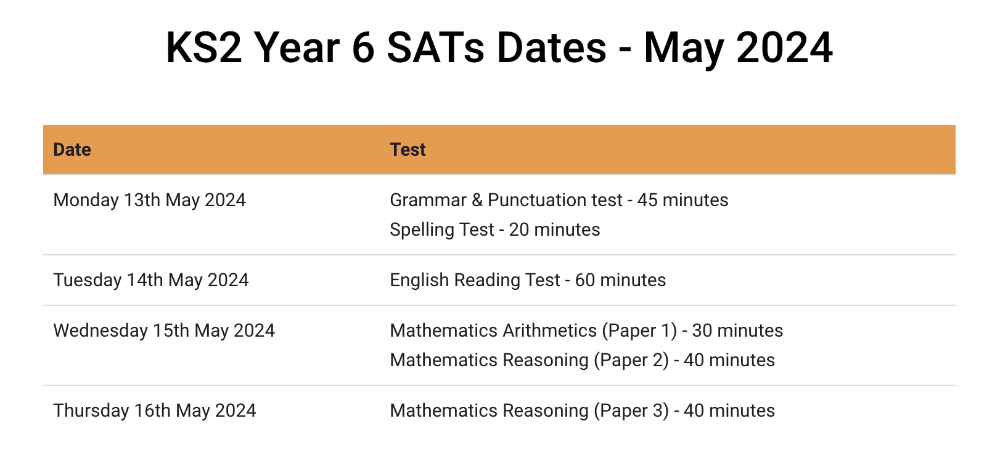 KS2 Year 6 SATs Dates - May 2024
Date Test
Monday 13th May 2024 Grammar & Punctuation test - 45 minutes
Spelling Test - 20 minutes
Tuesday 14th May 2024 English Reading Test - 60 minutes
Wednesday 15th May 2024 Mathematics Arithmetics (Paper 1) - 30 minutes
Mathematics Reasoning (Paper 2) - 40 minutes
Thursday 16th May 2024 Mathematics Reasoning (Paper 3) - 40 minutes